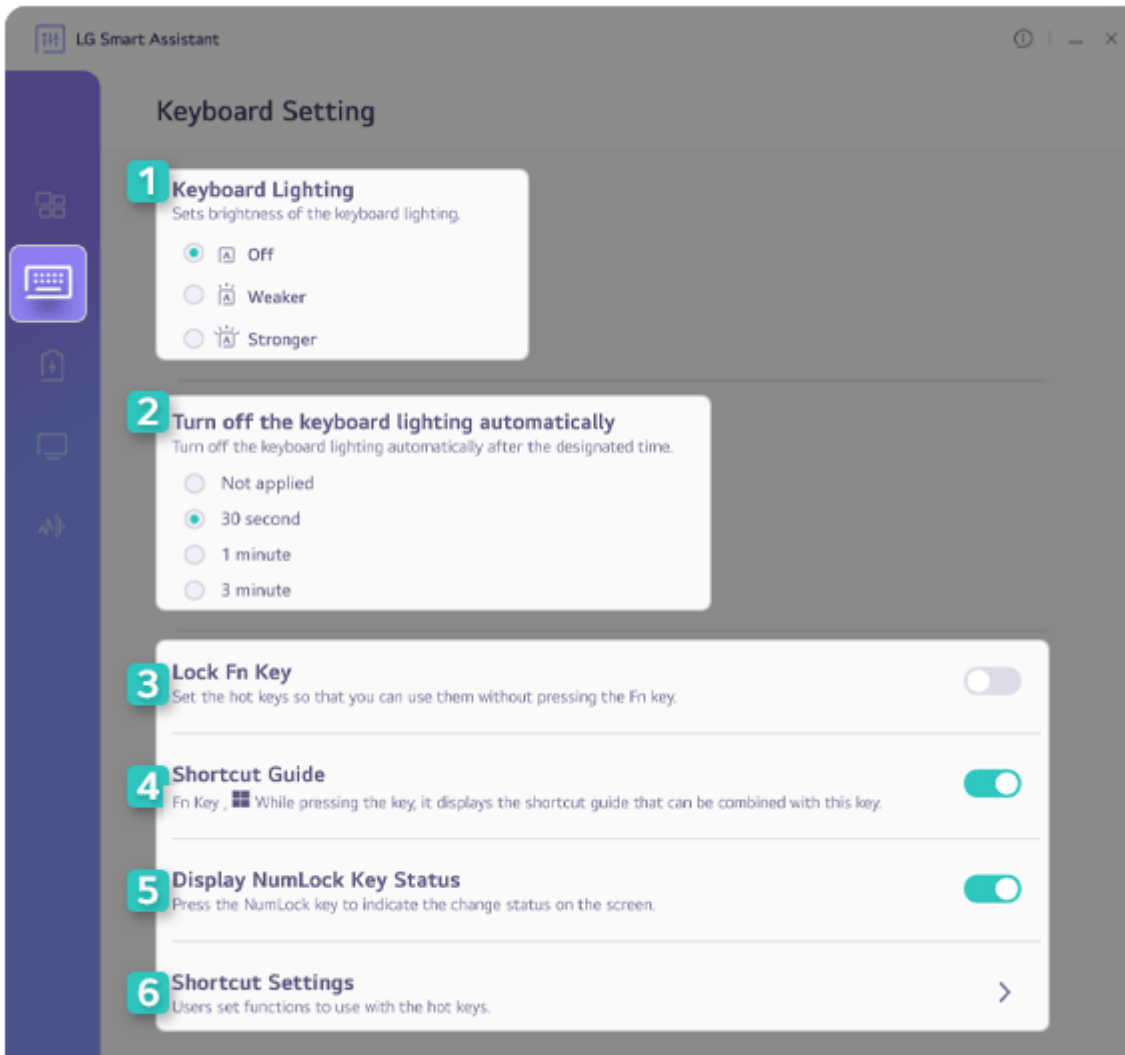 LG Smart Assistant
Keyboard Setting
1
Keyboard Lighting
Sets brightness of the keyboard lighting.
Off
Weaker
Stronger
2
Turn off the keyboard lighting automatically
Turn off the keyboard lighting automatically after the designated time.
Not applied
30 second
1 minute
3 minute
3
Lock Fn Key
Set the hot keys so that you can use them without pressing the Fn key.
4
Shortcut Guide
Fn Key , While pressing the key, it displays the shortcut guide that can be combined with this key.
5
Display NumLock Key Status
Press the NumLock key to indicate the change status on the screen.
6
Shortcut Settings
Users set functions to use with the hot keys.